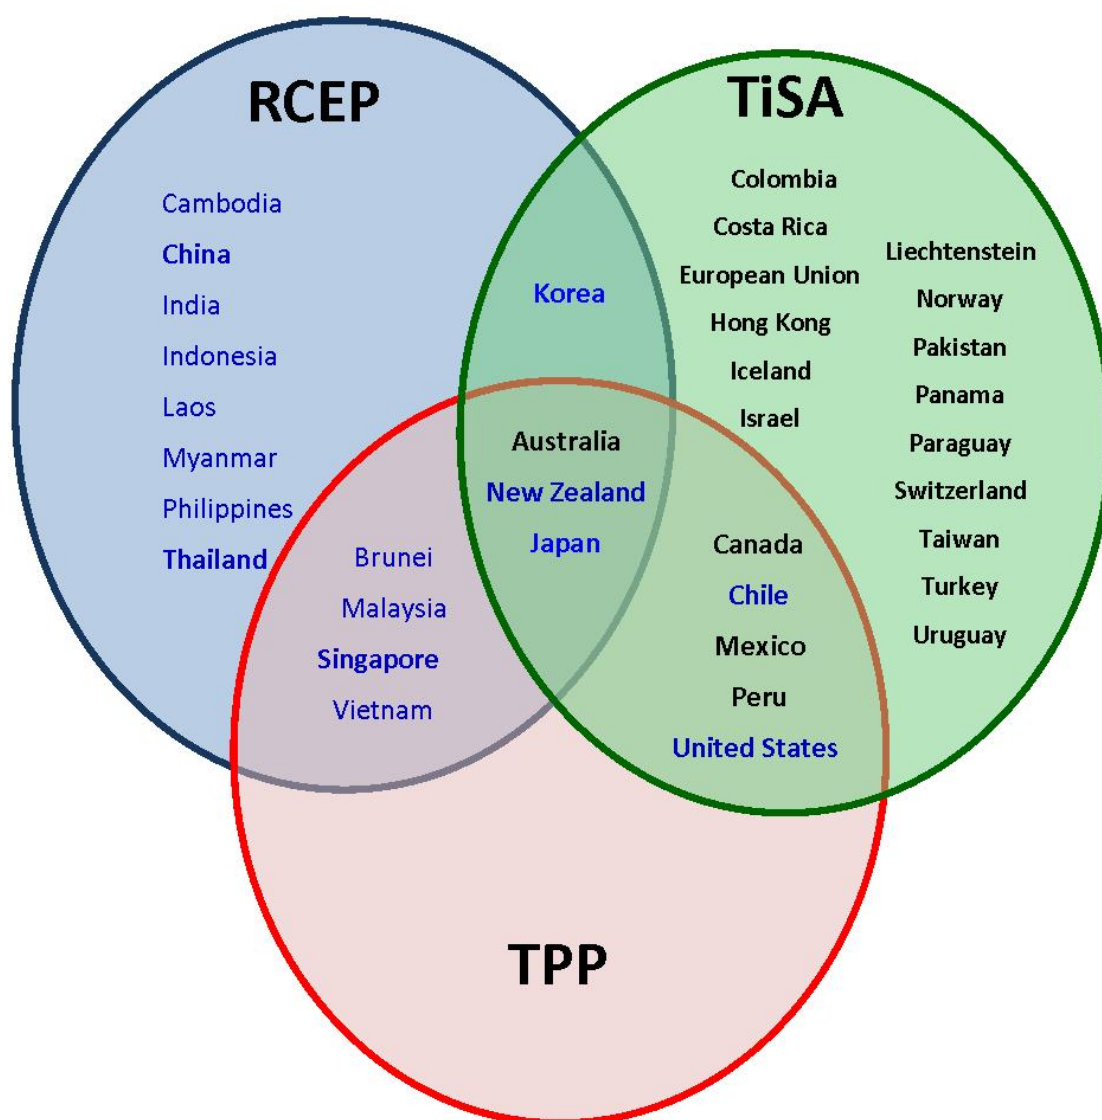 RCEP
Cambodia
China
India
Indonesia
Laos
Myanmar
Philippines
Thailand
Brunei
Malaysia
Singapore
Vietnam
Korea
Australia
New Zealand
Japan
TiSA
Colombia
Costa Rica
European Union
Hong Kong
Iceland
Israel
Liechtenstein
Norway
Pakistan
Panama
Paraguay
Switzerland
Taiwan
Turkey
Uruguay
Canada
Chile
Mexico
Peru
United States
TPP